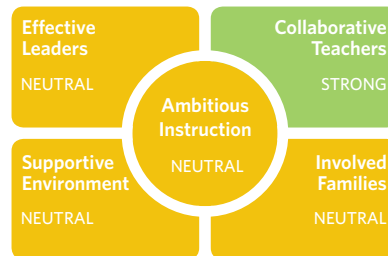 Effective
Leaders
NEUTRAL
Collaborative
Teachers
STRONG
Ambitious
Instruction
NEUTRAL
Supportive
Environment
NEUTRAL
Involved
Families
NEUTRAL